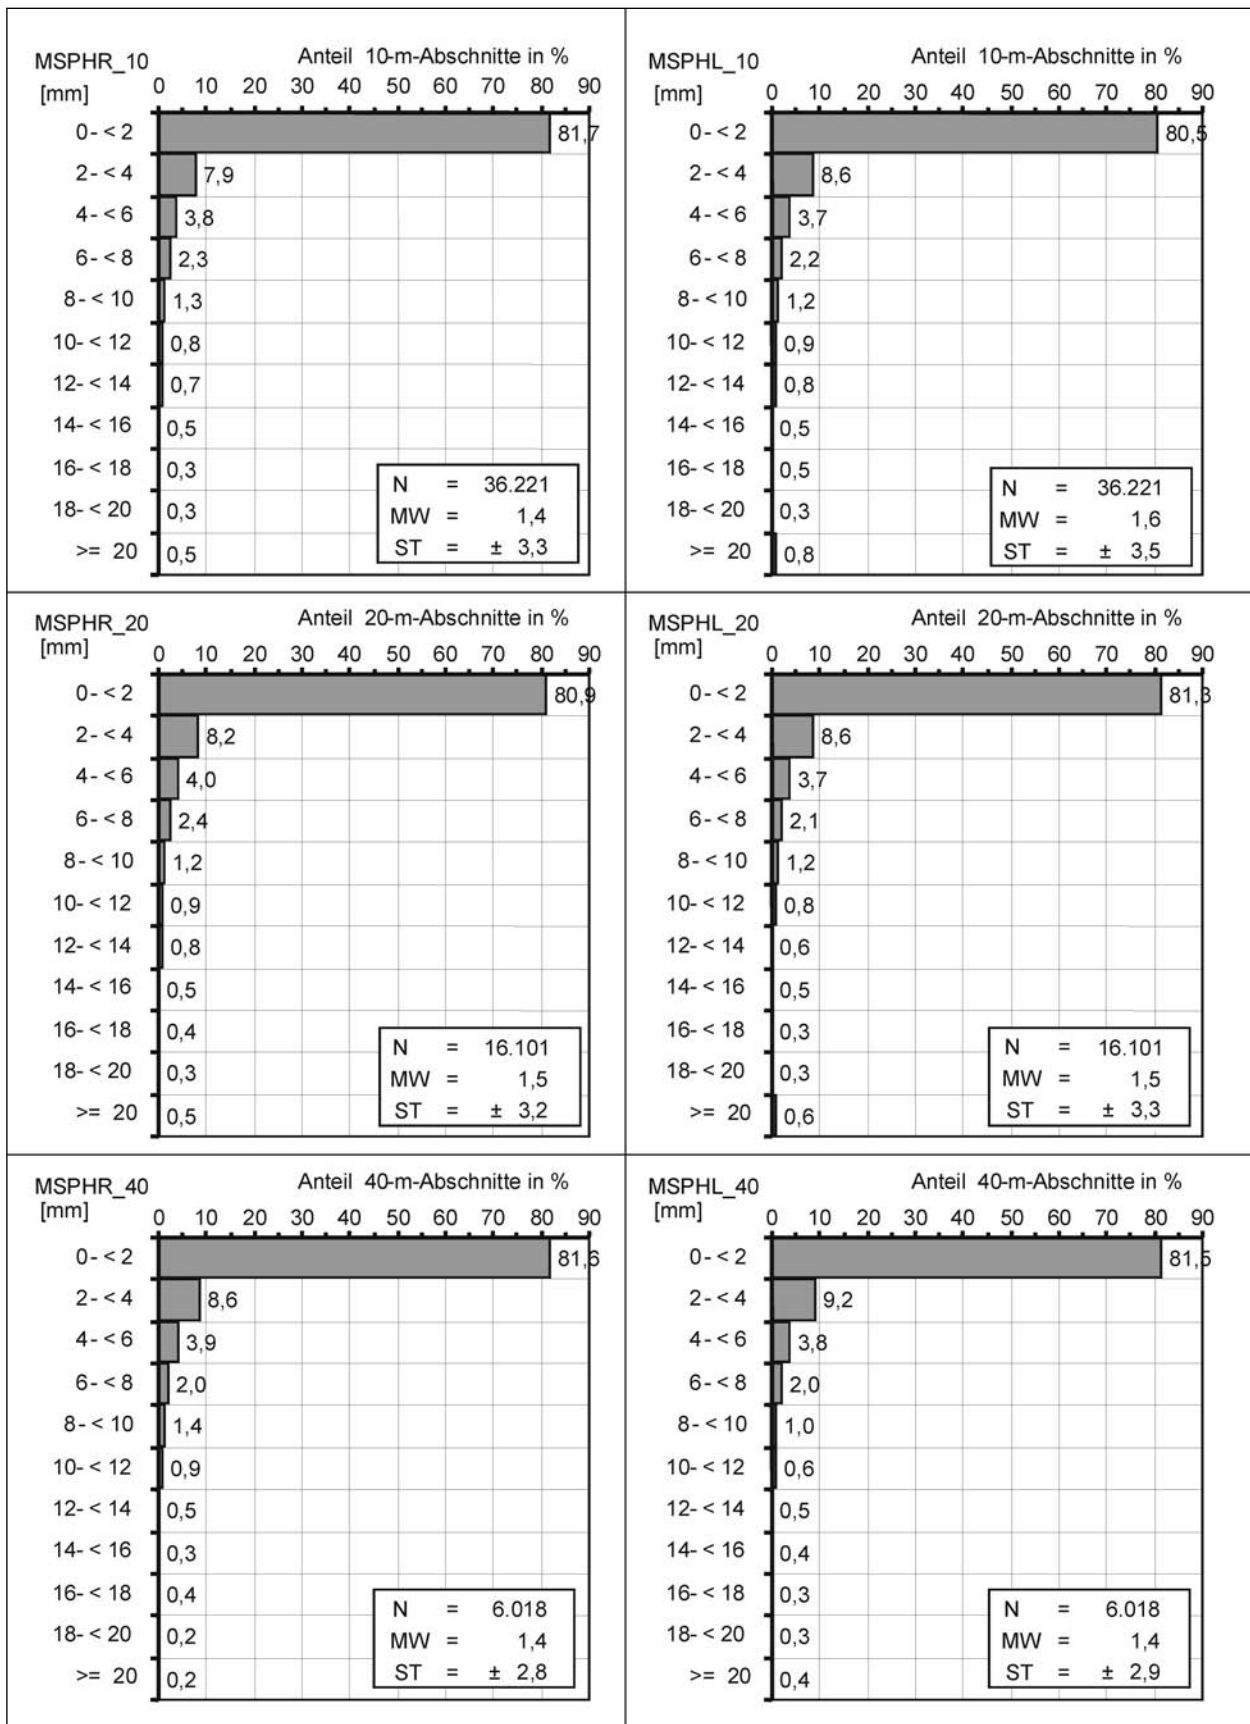 MSPHR_10 Anteil 10-m-Abschnitte in %
[mm] 0 10 20 30 40 50 60 70 80 90
0- < 2 81,7
2- < 4 7,9
4- < 6 3,8
6- < 8 2,3
8- < 10 1,3
10- < 12 0,8
12- < 14 0,7
14- < 16 0,5
16- < 18 0,3
18- < 20 0,3
>= 20 0,5
N = 36.221
MW = 1,4
ST = ± 3,3
MSPHL_10 Anteil 10-m-Abschnitte in %
[mm] 0 10 20 30 40 50 60 70 80 90
0- < 2 80,5
2- < 4 8,6
4- < 6 3,7
6- < 8 2,2
8- < 10 1,2
10- < 12 0,9
12- < 14 0,8
14- < 16 0,5
16- < 18 0,5
18- < 20 0,3
>= 20 0,8
N = 36.221
MW = 1,6
ST = ± 3,5
MSPHR_20 Anteil 20-m-Abschnitte in %
[mm] 0 10 20 30 40 50 60 70 80 90
0- < 2 80,9
2- < 4 8,2
4- < 6 4,0
6- < 8 2,4
8- < 10 1,2
10- < 12 0,9
12- < 14 0,8
14- < 16 0,5
16- < 18 0,4
18- < 20 0,3
>= 20 0,5
N = 16.101
MW = 1,5
ST = ± 3,2
MSPHL_20 Anteil 20-m-Abschnitte in %
[mm] 0 10 20 30 40 50 60 70 80 90
0- < 2 81,3
2- < 4 8,6
4- < 6 3,7
6- < 8 2,1
8- < 10 1,2
10- < 12 0,8
12- < 14 0,6
14- < 16 0,5
16- < 18 0,3
18- < 20 0,3
>= 20 0,6
N = 16.101
MW = 1,5
ST = ± 3,3
MSPHR_40 Anteil 40-m-Abschnitte in %
[mm] 0 10 20 30 40 50 60 70 80 90
0- < 2 81,6
2- < 4 8,6
4- < 6 3,9
6- < 8 2,0
8- < 10 1,4
10- < 12 0,9
12- < 14 0,5
14- < 16 0,3
16- < 18 0,4
18- < 20 0,2
>= 20 0,2
N = 6.018
MW = 1,4
ST = ± 2,8
MSPHL_40 Anteil 40-m-Abschnitte in %
[mm] 0 10 20 30 40 50 60 70 80 90
0- < 2 81,5
2- < 4 9,2
4- < 6 3,8
6- < 8 2,0
8- < 10 1,0
10- < 12 0,6
12- < 14 0,5
14- < 16 0,4
16- < 18 0,3
18- < 20 0,3
>= 20 0,4
N = 6.018
MW = 1,4
ST = ± 2,9